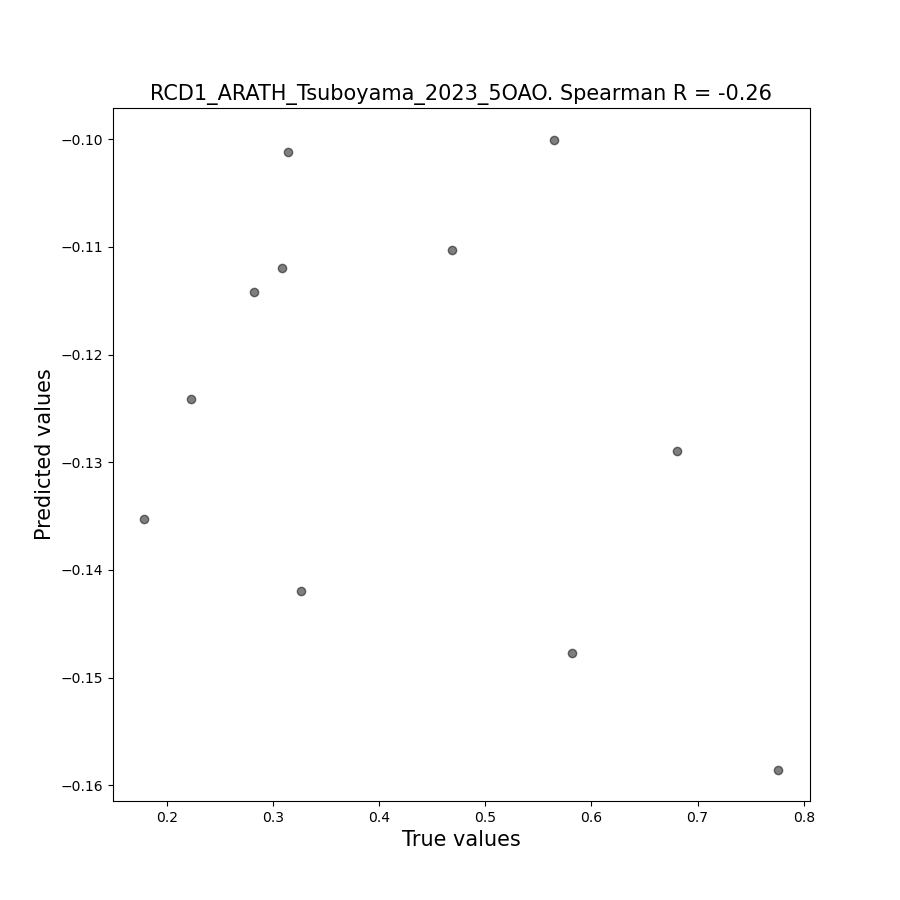 RCD1_ARATH_Tsuboyama_2023_5OAO. Spearman R = -0.26
−0.10
−0.11
−0.12
−0.13
−0.14
−0.15
−0.16
Predicted values
0.2 0.3 0.4 0.5 0.6 0.7 0.8
True values